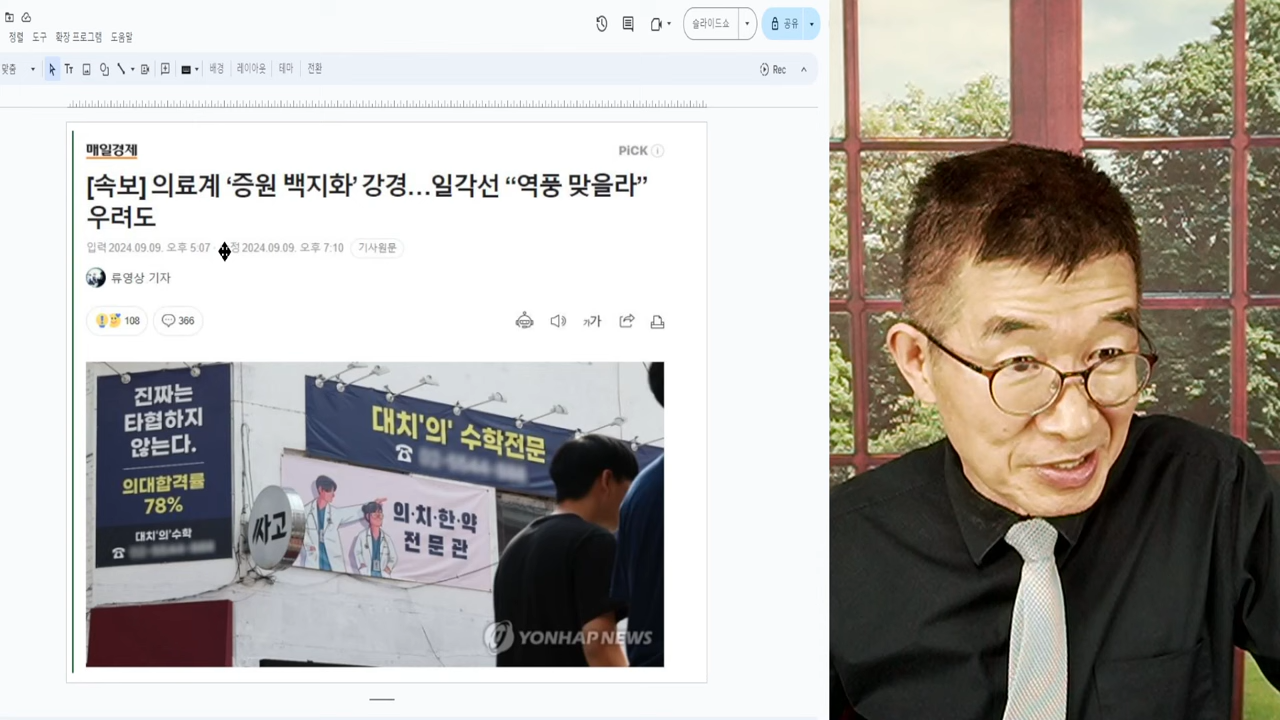 정렬 도구 확장 프로그램 도움말
슬라이드쇼
공유
맞춤
Tт
배경 레이아웃 테마 전환
Rec
매일경제
PiCK
[속보] 의료계 ‘증원 백지화’ 강경…일각선 “역풍 맞을라”
우려도
입력 2024.09.09. 오후 5:07
정 2024.09.09. 오후 7:10
기사원문
류영상 기자
108
366
가가
진짜는
타협하지
않는다.
의대합격률
78%
대치'의'수학
대치'의' 수학전문
싸고
의·치·한·약
전문관
YONHAP NEWS